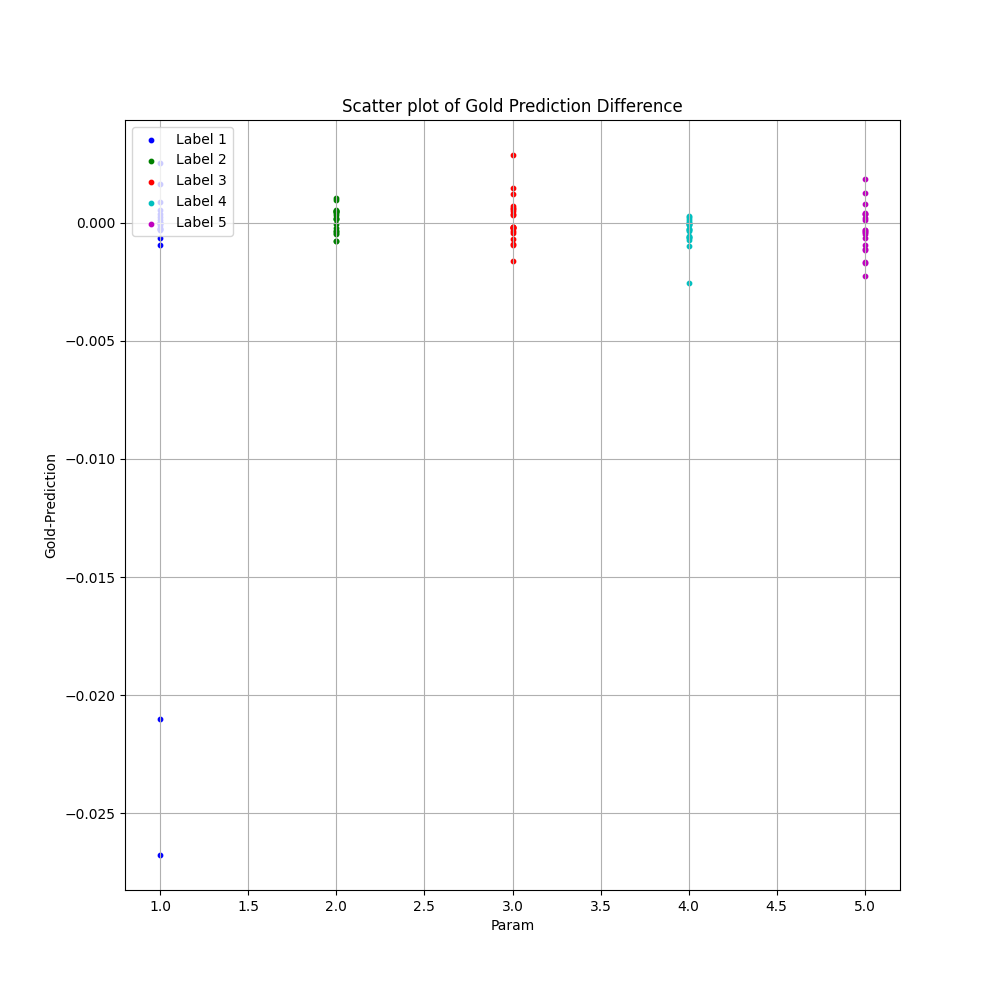 Scatter plot of Gold Prediction Difference
Label 1
Label 2
Label 3
Label 4
Label 5
0.000
−0.005
−0.010
−0.015
−0.020
−0.025
Gold-Prediction
1.0 1.5 2.0 2.5 3.0 3.5 4.0 4.5 5.0
Param